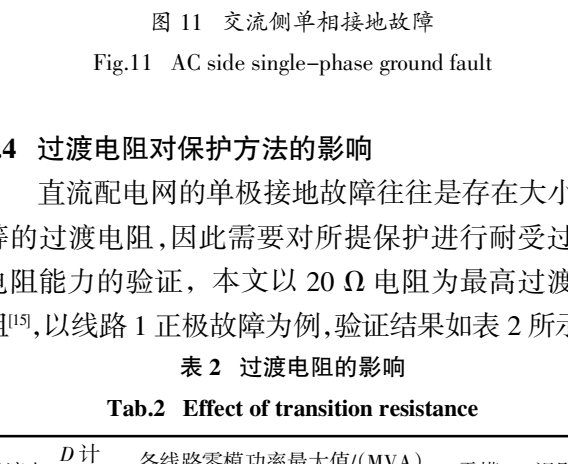 图 11 交流侧单相接地故障
Fig.11 AC side single-phase ground fault
.4 过渡电阻对保护方法的影响
直流配电网的单极接地故障往往是存在大小
等的过渡电阻,因此需要对所提保护进行耐受过
电阻能力的验证, 本文以 20 Ω 电阻为最高过渡
阻[15],以线路 1 正极故障为例,验证结果如表 2 所示
表 2 过渡电阻的影响
Tab.2 Effect of transition resistance
D 计
各线路零模功率最大值/(MVA)